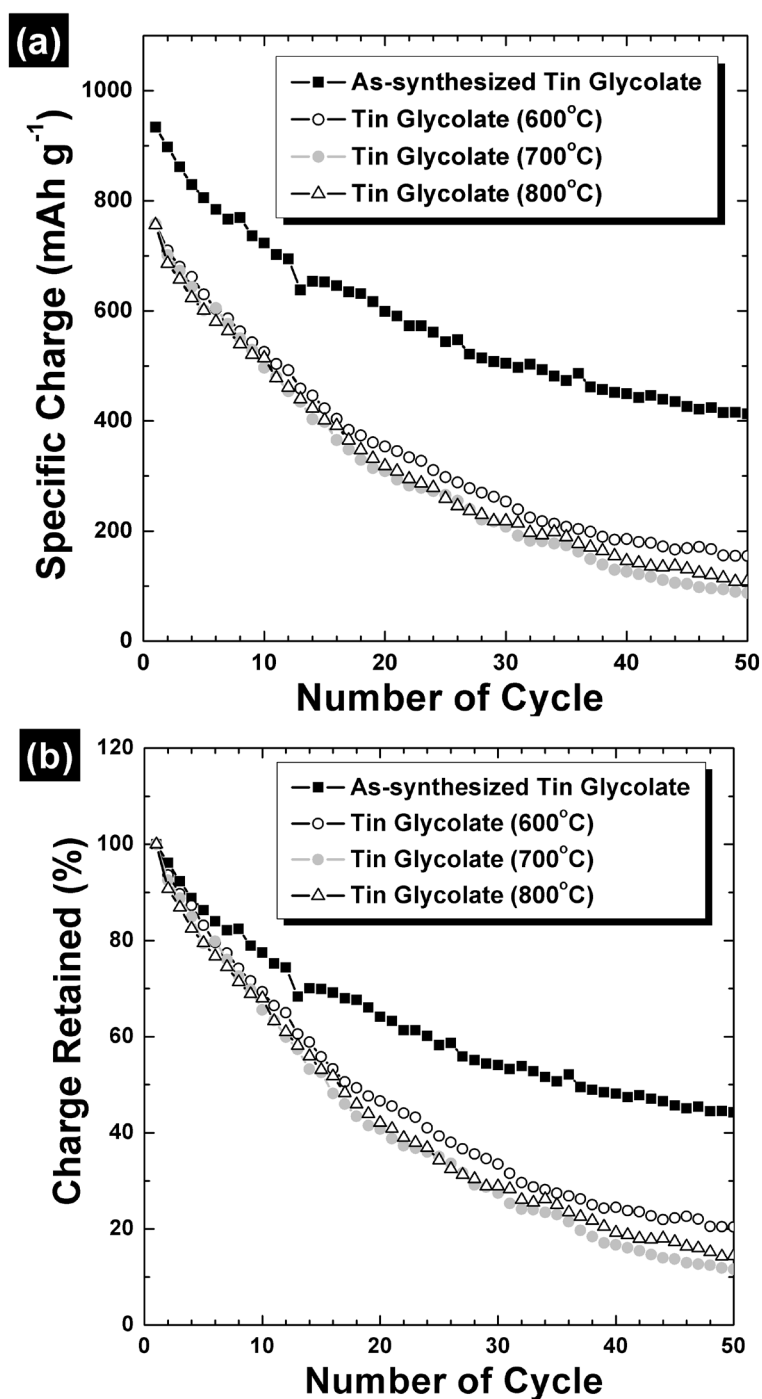 (a)
As-synthesized Tin Glycolate
Tin Glycolate (600°C)
Tin Glycolate (700°C)
Tin Glycolate (800°C)
1000
800
600
400
200
0
Specific Charge (mAh g⁻¹)
0 10 20 30 40 50
Number of Cycle
(b)
As-synthesized Tin Glycolate
Tin Glycolate (600°C)
Tin Glycolate (700°C)
Tin Glycolate (800°C)
120
100
80
60
40
20
0
Charge Retained (%)
0 10 20 30 40 50
Number of Cycle